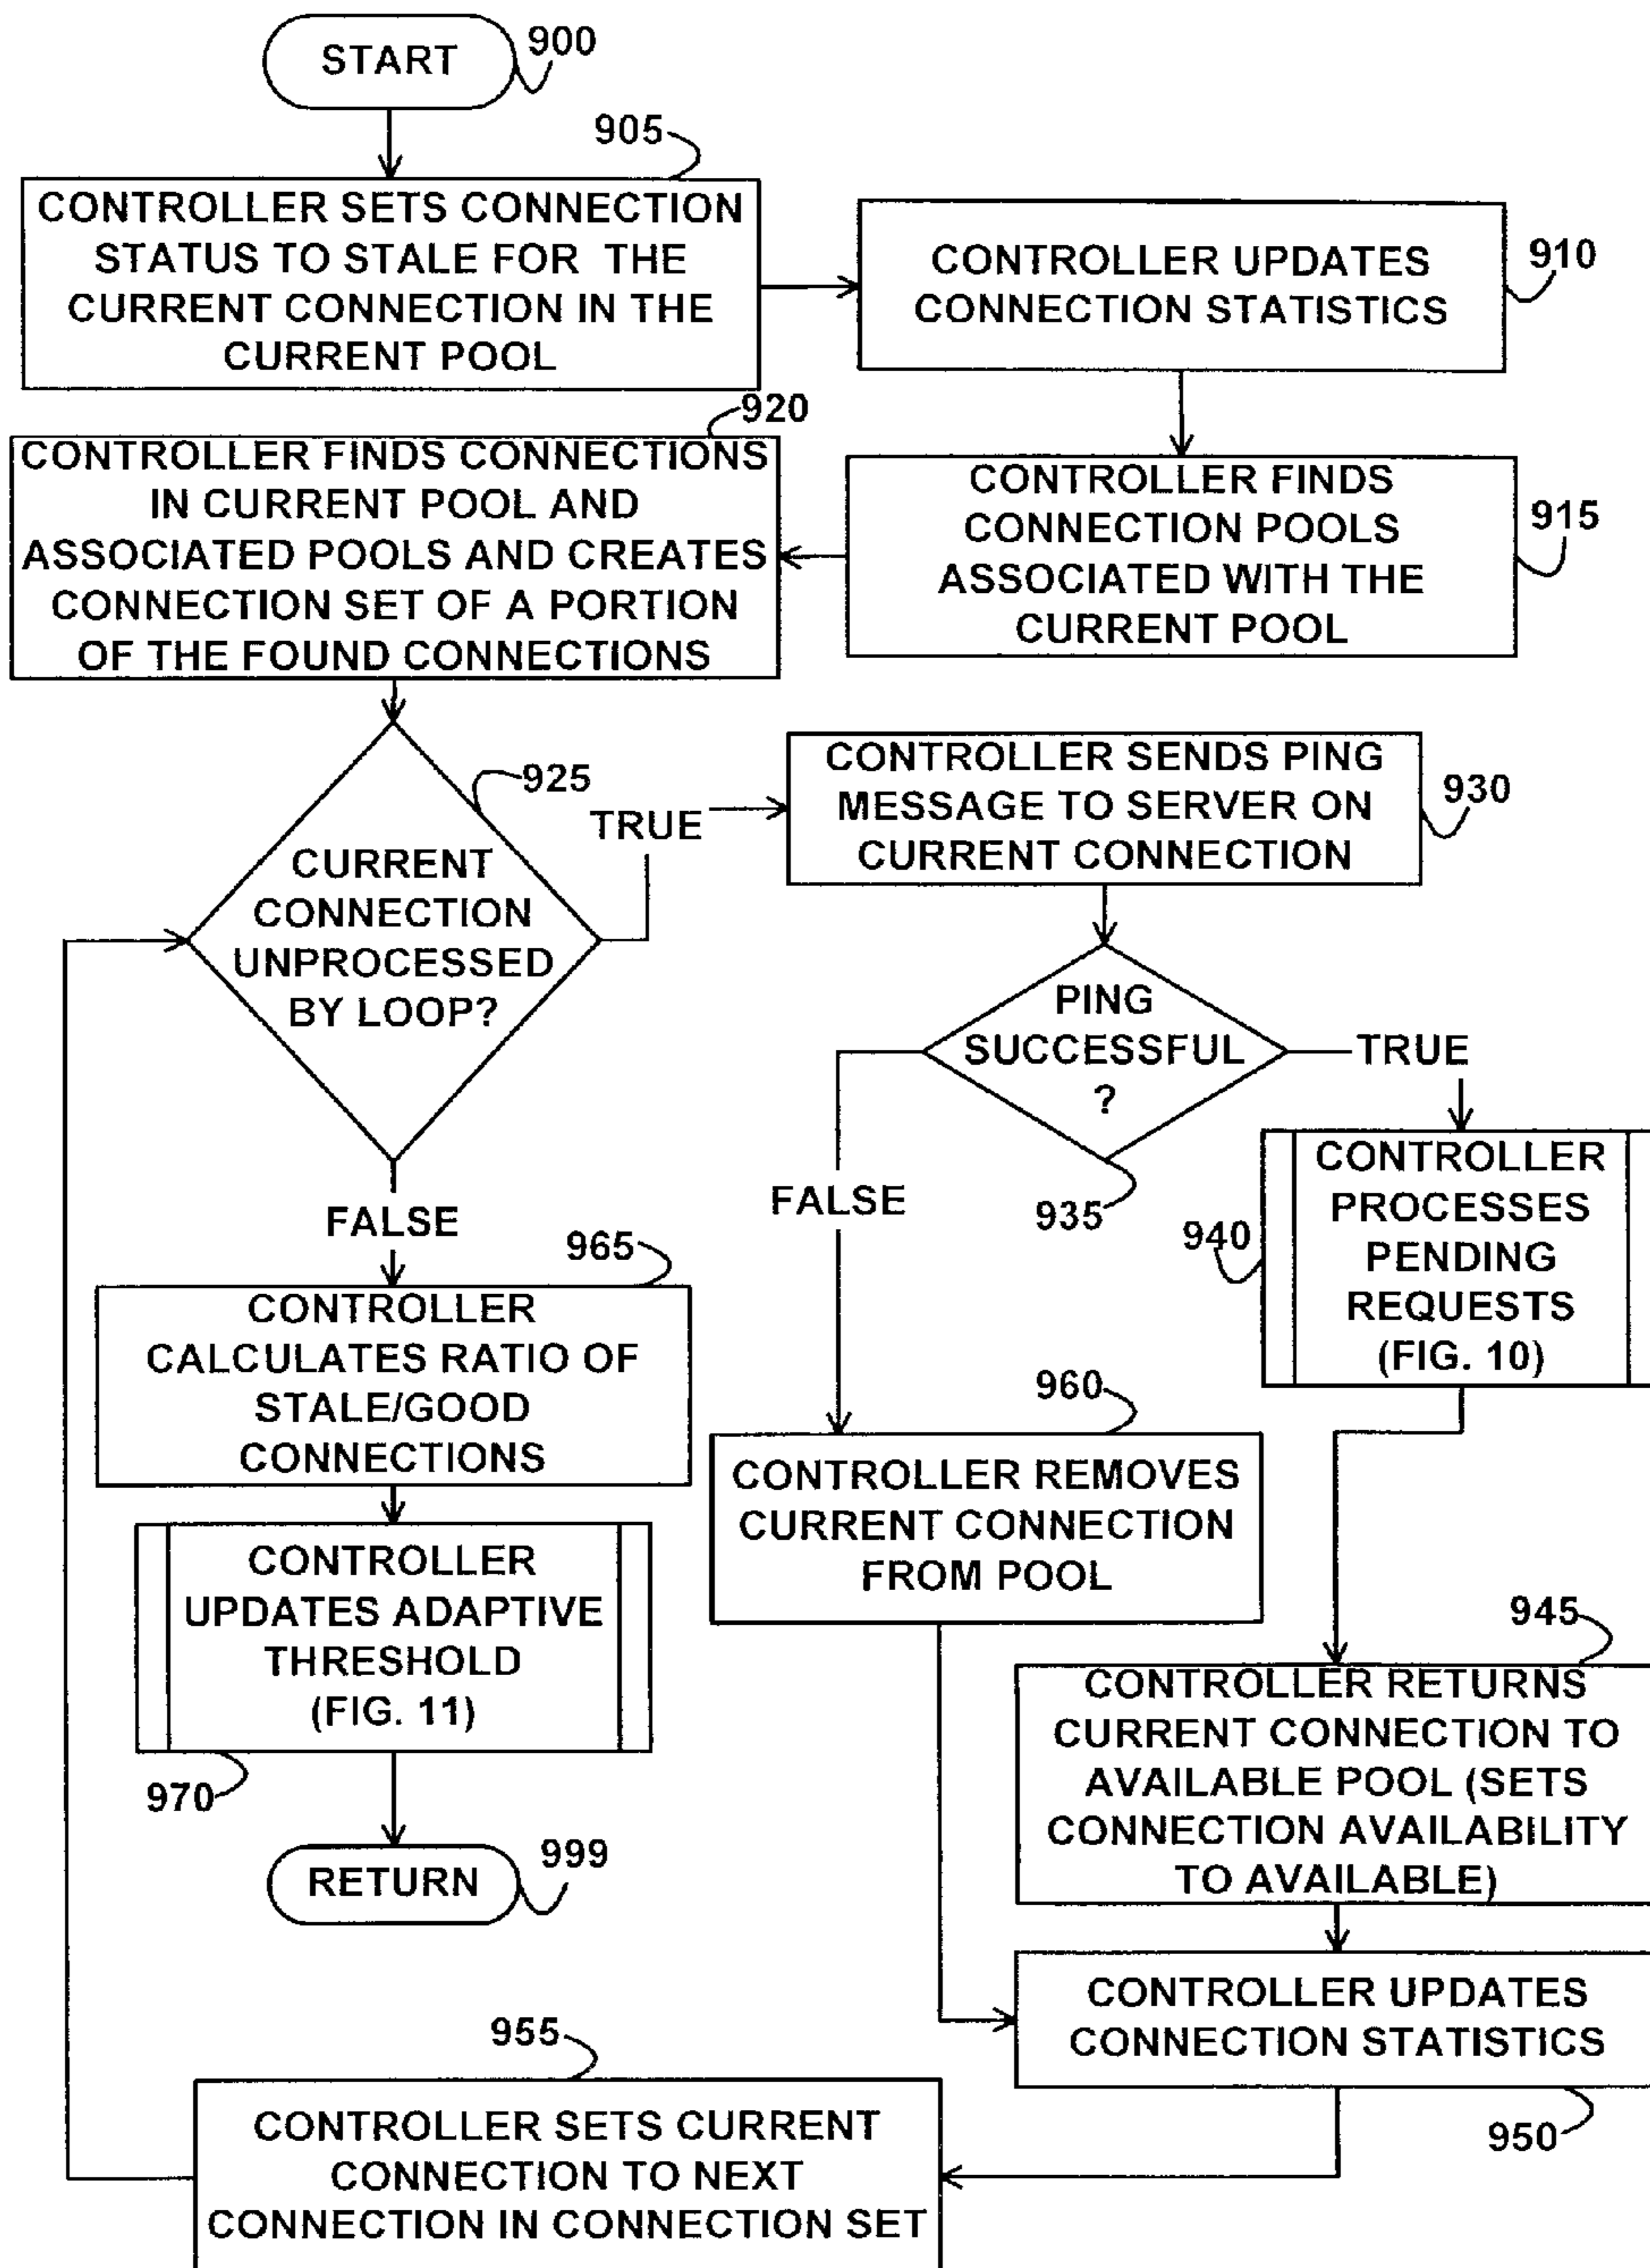 START
900
905
CONTROLLER SETS CONNECTION
STATUS TO STALE FOR THE
CURRENT CONNECTION IN THE
CURRENT POOL
CONTROLLER UPDATES
CONNECTION STATISTICS
910
920
CONTROLLER FINDS CONNECTIONS
IN CURRENT POOL AND
ASSOCIATED POOLS AND CREATES
CONNECTION SET OF A PORTION
OF THE FOUND CONNECTIONS
CONTROLLER FINDS
CONNECTION POOLS
ASSOCIATED WITH THE
CURRENT POOL
915
925
CURRENT
CONNECTION
UNPROCESSED
BY LOOP?
TRUE
CONTROLLER SENDS PING
MESSAGE TO SERVER ON
CURRENT CONNECTION
930
PING
SUCCESSFUL
?
TRUE
935
FALSE
940
CONTROLLER
PROCESSES
PENDING
REQUESTS
(FIG. 10)
FALSE
965
CONTROLLER
CALCULATES RATIO OF
STALE/GOOD
CONNECTIONS
960
CONTROLLER REMOVES
CURRENT CONNECTION
FROM POOL
CONTROLLER
UPDATES ADAPTIVE
THRESHOLD
(FIG. 11)
970
RETURN
999
945
CONTROLLER RETURNS
CURRENT CONNECTION TO
AVAILABLE POOL (SETS
CONNECTION AVAILABILITY
TO AVAILABLE)
CONTROLLER UPDATES
CONNECTION STATISTICS
950
955
CONTROLLER SETS CURRENT
CONNECTION TO NEXT
CONNECTION IN CONNECTION SET